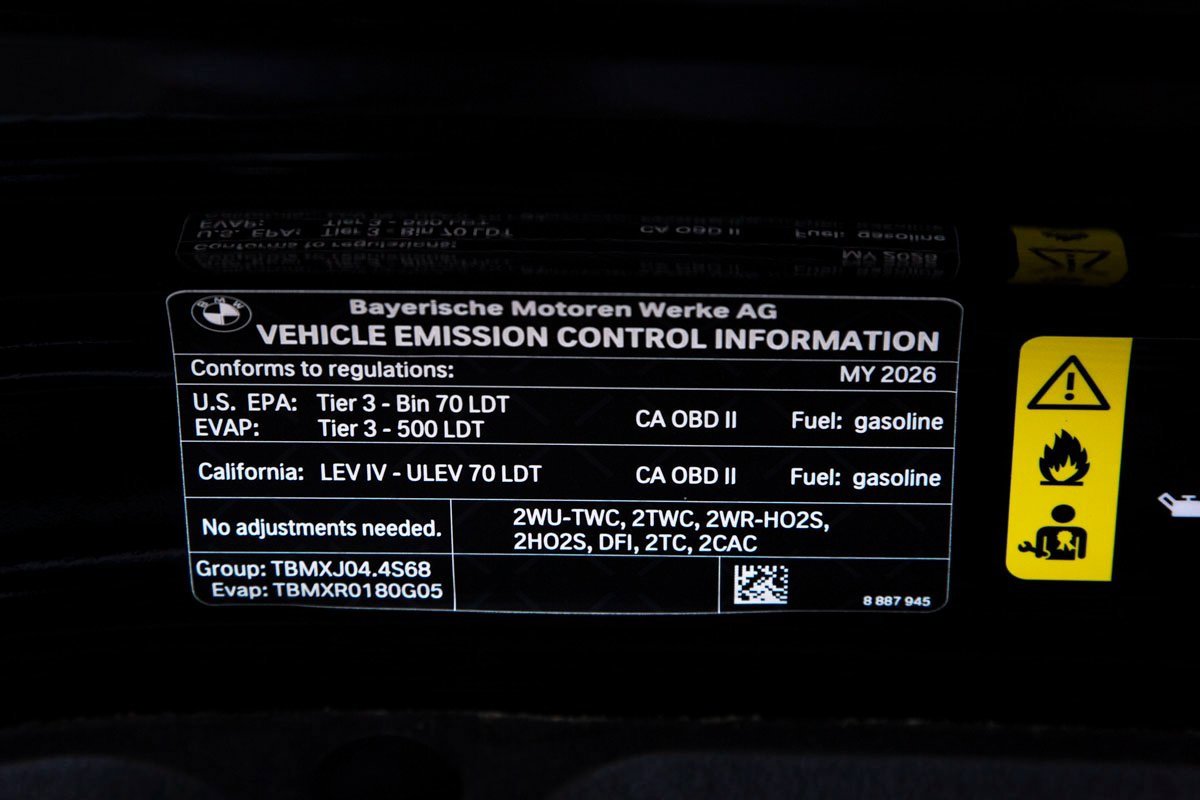 BMW
Bayerische Motoren Werke AG
VEHICLE EMISSION CONTROL INFORMATION
Conforms to regulations: MY 2026
U.S. EPA: Tier 3 - Bin 70 LDT CA OBD II Fuel: gasoline
EVAP: Tier 3 - 500 LDT
California: LEV IV - ULEV 70 LDT CA OBD II Fuel: gasoline
No adjustments needed.
2WU-TWC, 2TWC, 2WR-HO2S,
2HO2S, DFI, 2TC, 2CAC
Group: TBMXJ04.4S68
Evap: TBMXR0180G05
8 887 945